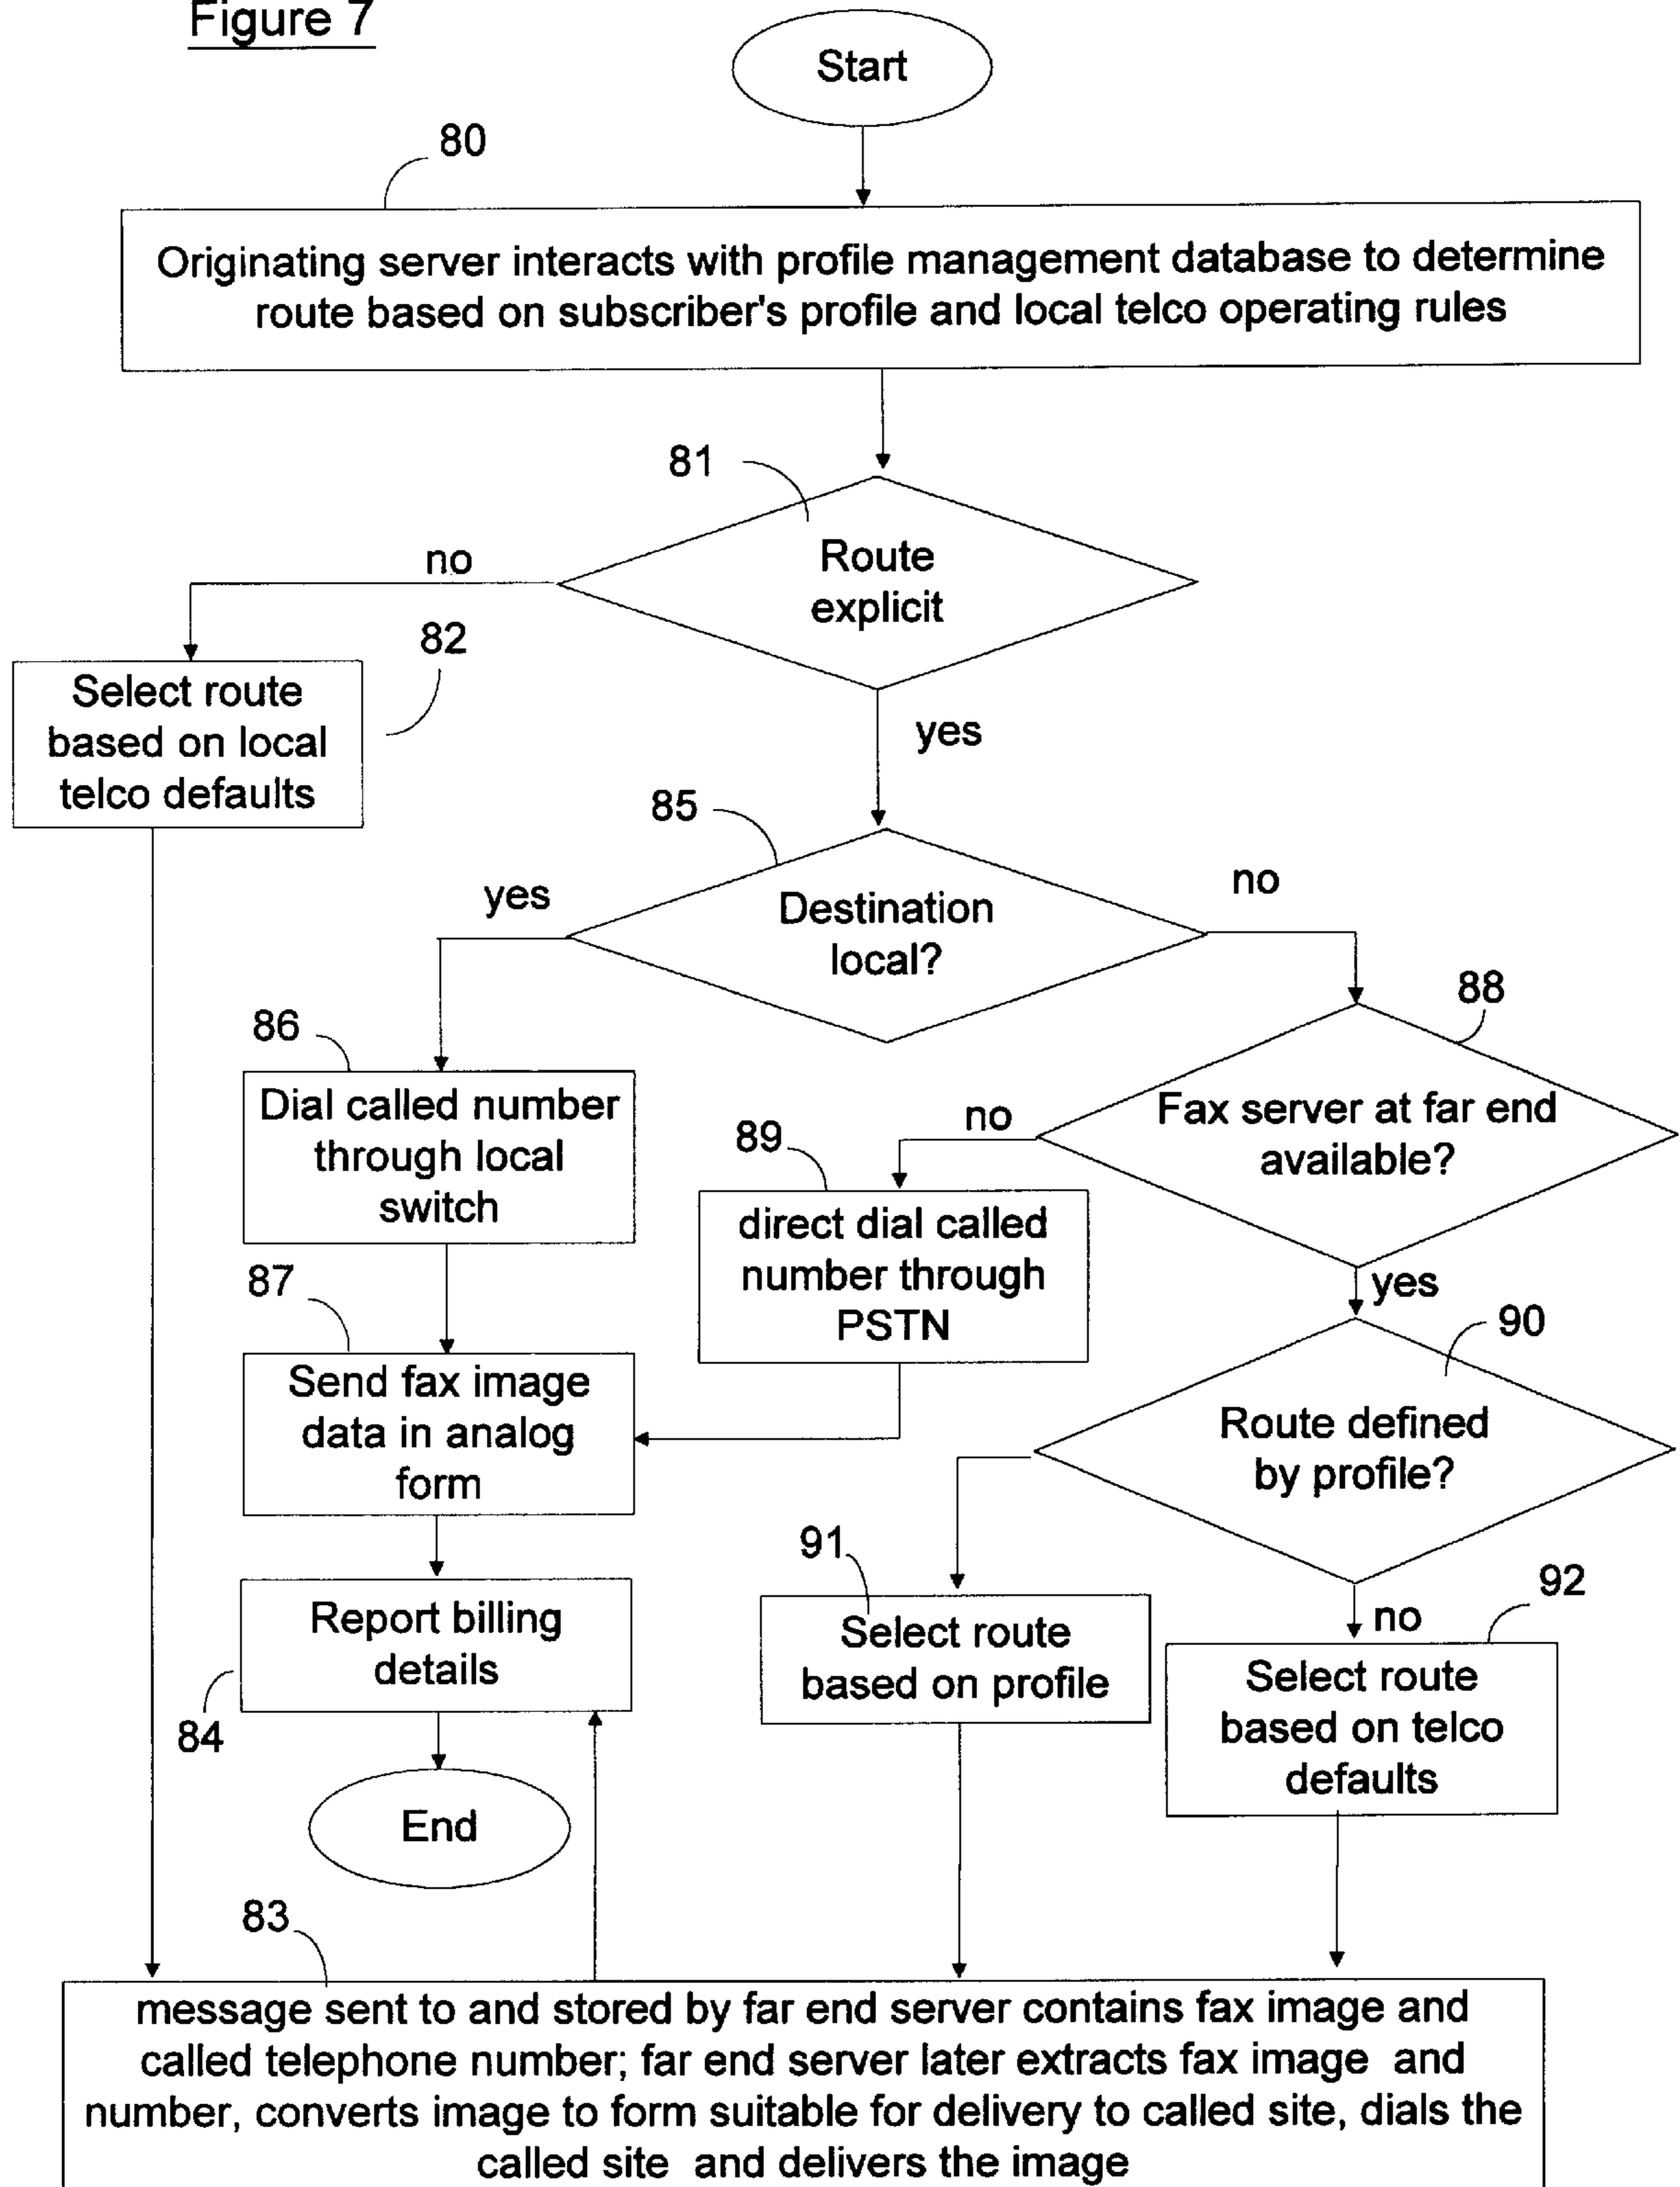 Figure 7
Start
80
Originating server interacts with profile management database to determine
route based on subscriber's profile and local telco operating rules
81
Route
explicit
no
82
Select route
based on local
telco defaults
yes
85
Destination
local?
yes
no
88
86
Dial called number
through local
switch
Fax server at far end
available?
no
89
direct dial called
number through
PSTN
yes
87
Send fax image
data in analog
form
90
Route defined
by profile?
91
Select route
based on profile
92
no
Select route
based on telco
defaults
Report billing
details
84
End
83
message sent to and stored by far end server contains fax image and
called telephone number; far end server later extracts fax image and
number, converts image to form suitable for delivery to called site, dials the
called site and delivers the image